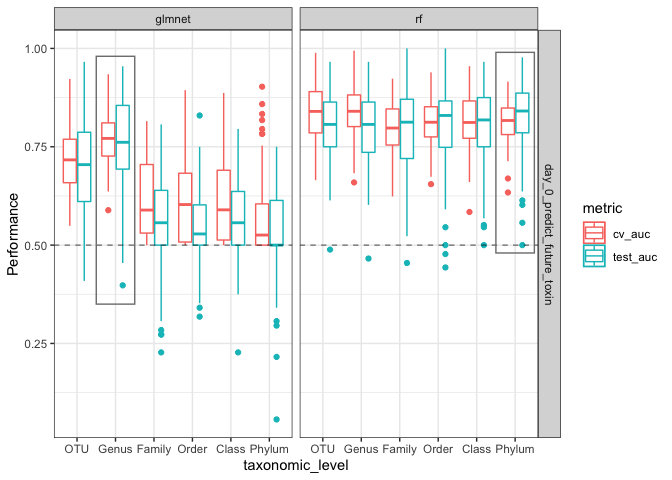 glmnet
rf
1.00
0.75
0.50
0.25
Performance
OTU Genus Family Order Class Phylum
OTU Genus Family Order Class Phylum
taxonomic_level
day_0_predict_future_toxin
metric
cv_auc
test_auc